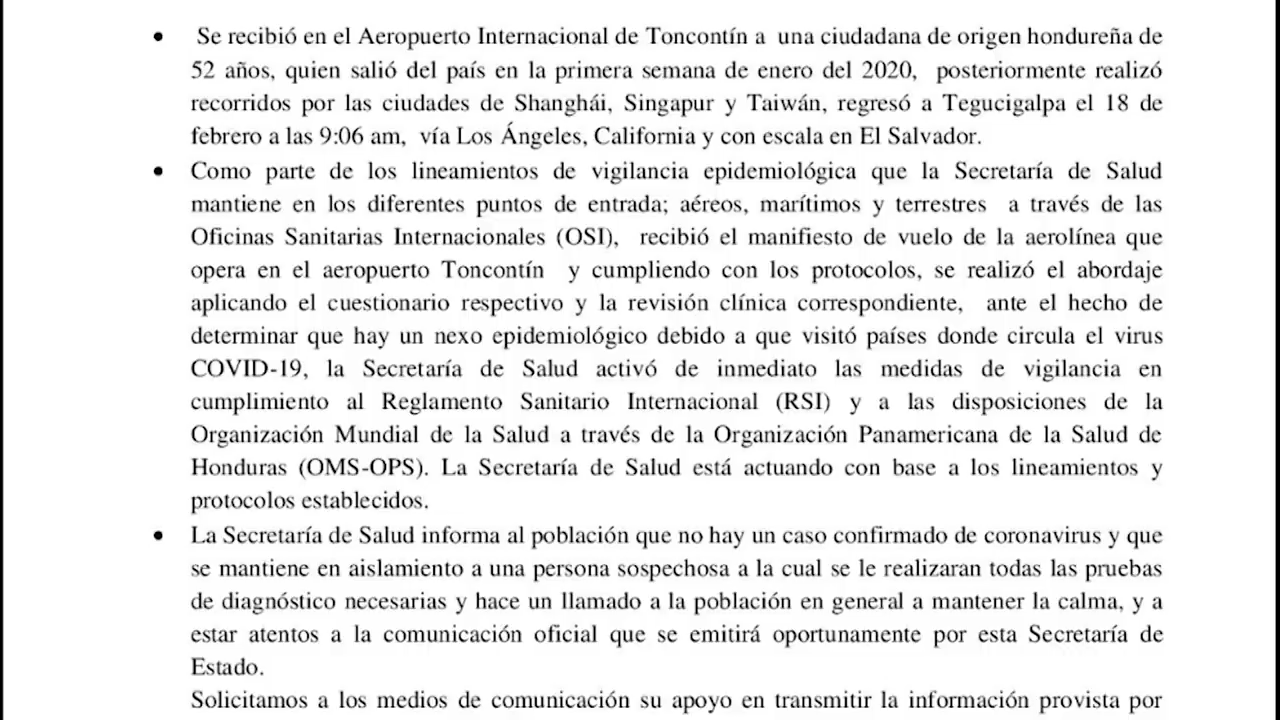 • Se recibió en el Aeropuerto Internacional de Toncontín a una ciudadana de origen hondureña de
52 años, quien salió del país en la primera semana de enero del 2020, posteriormente realizó
recorridos por las ciudades de Shanghái, Singapur y Taiwán, regresó a Tegucigalpa el 18 de
febrero a las 9:06 am, vía Los Ángeles, California y con escala en El Salvador.
• Como parte de los lineamientos de vigilancia epidemiológica que la Secretaría de Salud
mantiene en los diferentes puntos de entrada; aéreos, marítimos y terrestres a través de las
Oficinas Sanitarias Internacionales (OSI), recibió el manifiesto de vuelo de la aerolínea que
opera en el aeropuerto Toncontín y cumpliendo con los protocolos, se realizó el abordaje
aplicando el cuestionario respectivo y la revisión clínica correspondiente, ante el hecho de
determinar que hay un nexo epidemiológico debido a que visitó países donde circula el virus
COVID-19, la Secretaría de Salud activó de inmediato las medidas de vigilancia en
cumplimiento al Reglamento Sanitario Internacional (RSI) y a las disposiciones de la
Organización Mundial de la Salud a través de la Organización Panamericana de la Salud de
Honduras (OMS-OPS). La Secretaría de Salud está actuando con base a los lineamientos y
protocolos establecidos.
• La Secretaría de Salud informa al población que no hay un caso confirmado de coronavirus y que
se mantiene en aislamiento a una persona sospechosa a la cual se le realizaran todas las pruebas
de diagnóstico necesarias y hace un llamado a la población en general a mantener la calma, y a
estar atentos a la comunicación oficial que se emitirá oportunamente por esta Secretaría de
Estado.
Solicitamos a los medios de comunicación su apoyo en transmitir la información provista por